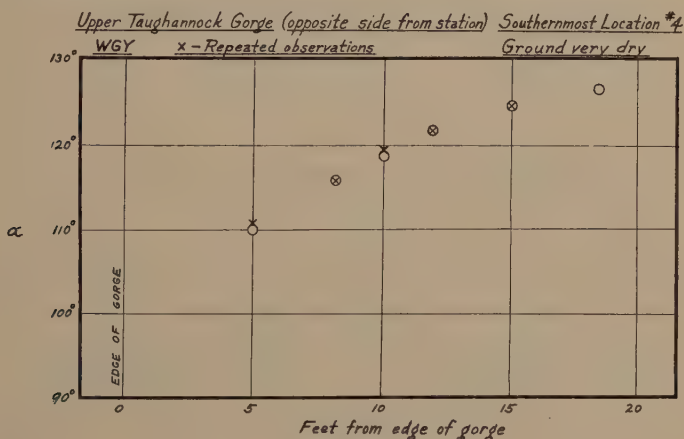 Upper Taughannock Gorge (opposite side from station) Southernmost Location #4
WGY x - Repeated observations Ground very dry
130°
120°
110°
100°
90°
α
EDGE OF GORGE
0 5 10 15 20
Feet from edge of gorge